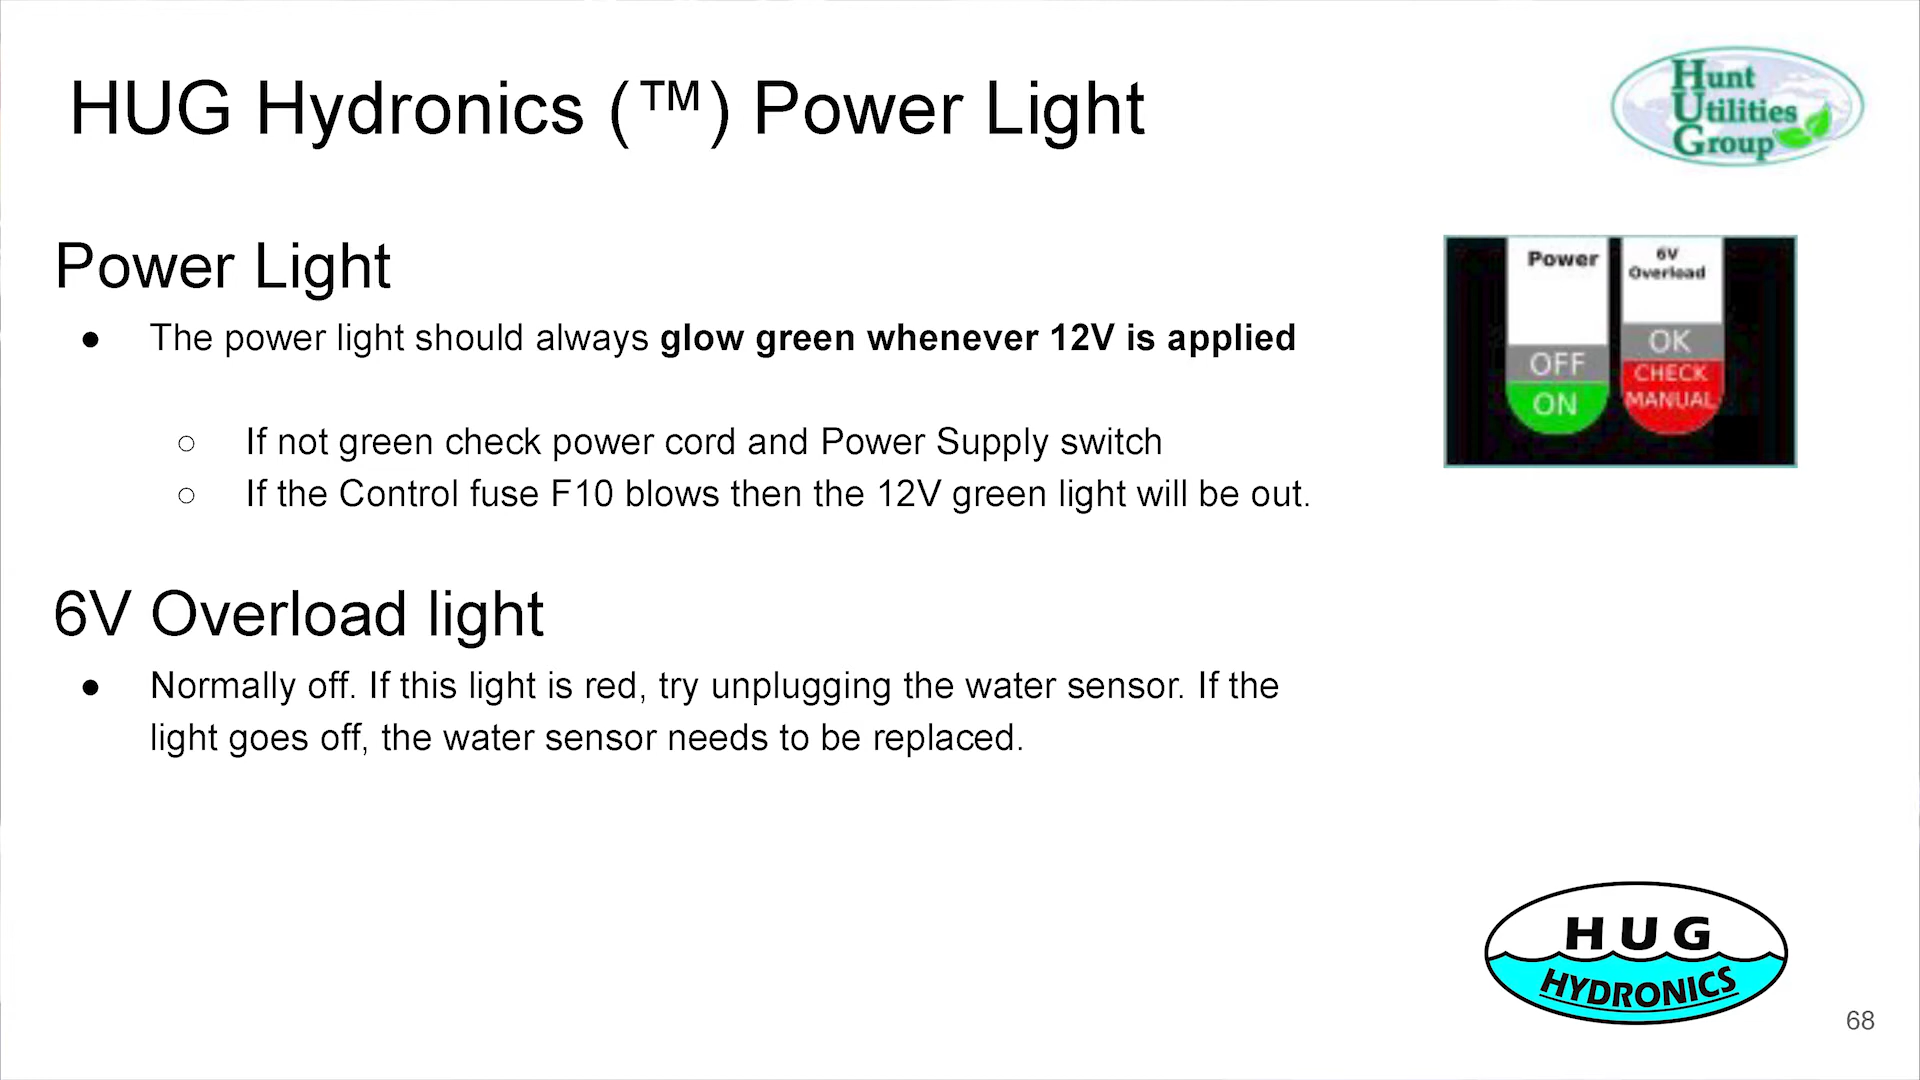 HUG Hydronics (™) Power Light
Hunt
Utilities
Group
Power Light
● The power light should always glow green whenever 12V is applied
○ If not green check power cord and Power Supply switch
○ If the Control fuse F10 blows then the 12V green light will be out.
Power
OFF
ON
6V
Overload
OK
CHECK
MANUAL
6V Overload light
● Normally off. If this light is red, try unplugging the water sensor. If the
light goes off, the water sensor needs to be replaced.
HUG
HYDRONICS
68